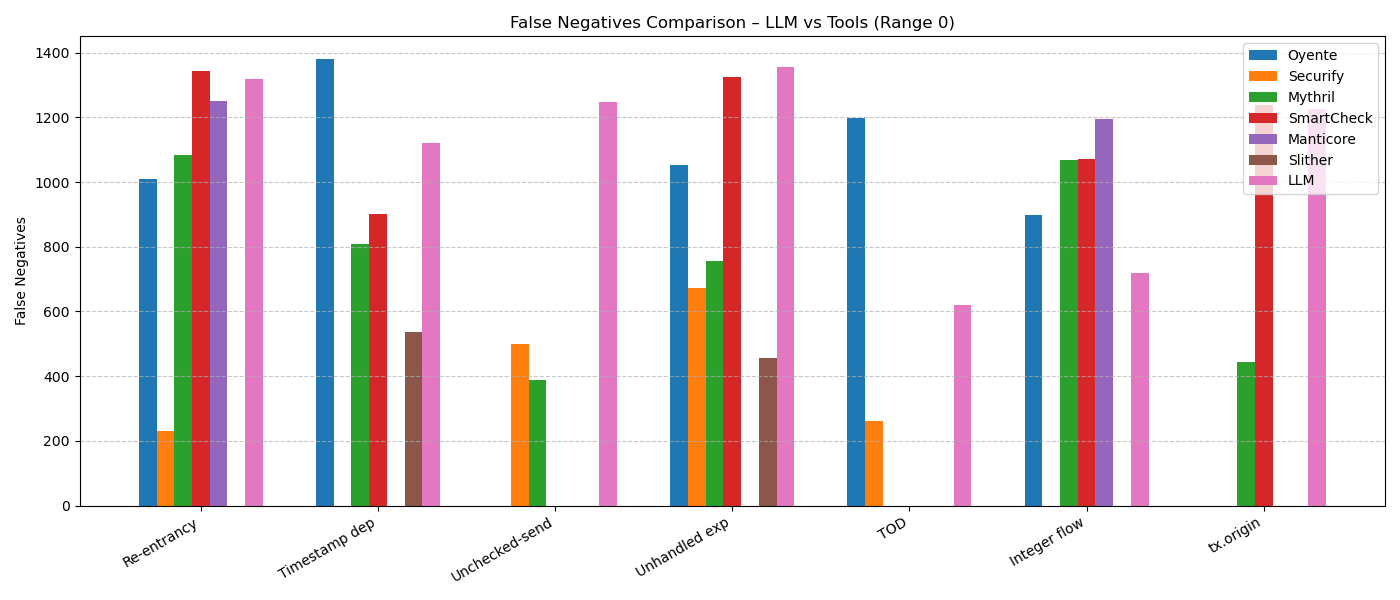 False Negatives Comparison – LLM vs Tools (Range 0)
False Negatives
1400
1200
1000
800
600
400
200
0
Oyente
Securify
Mythril
SmartCheck
Manticore
Slither
LLM
Re-entrancy
Timestamp dep
Unchecked-send
Unhandled exp
TOD
Integer flow
tx.origin